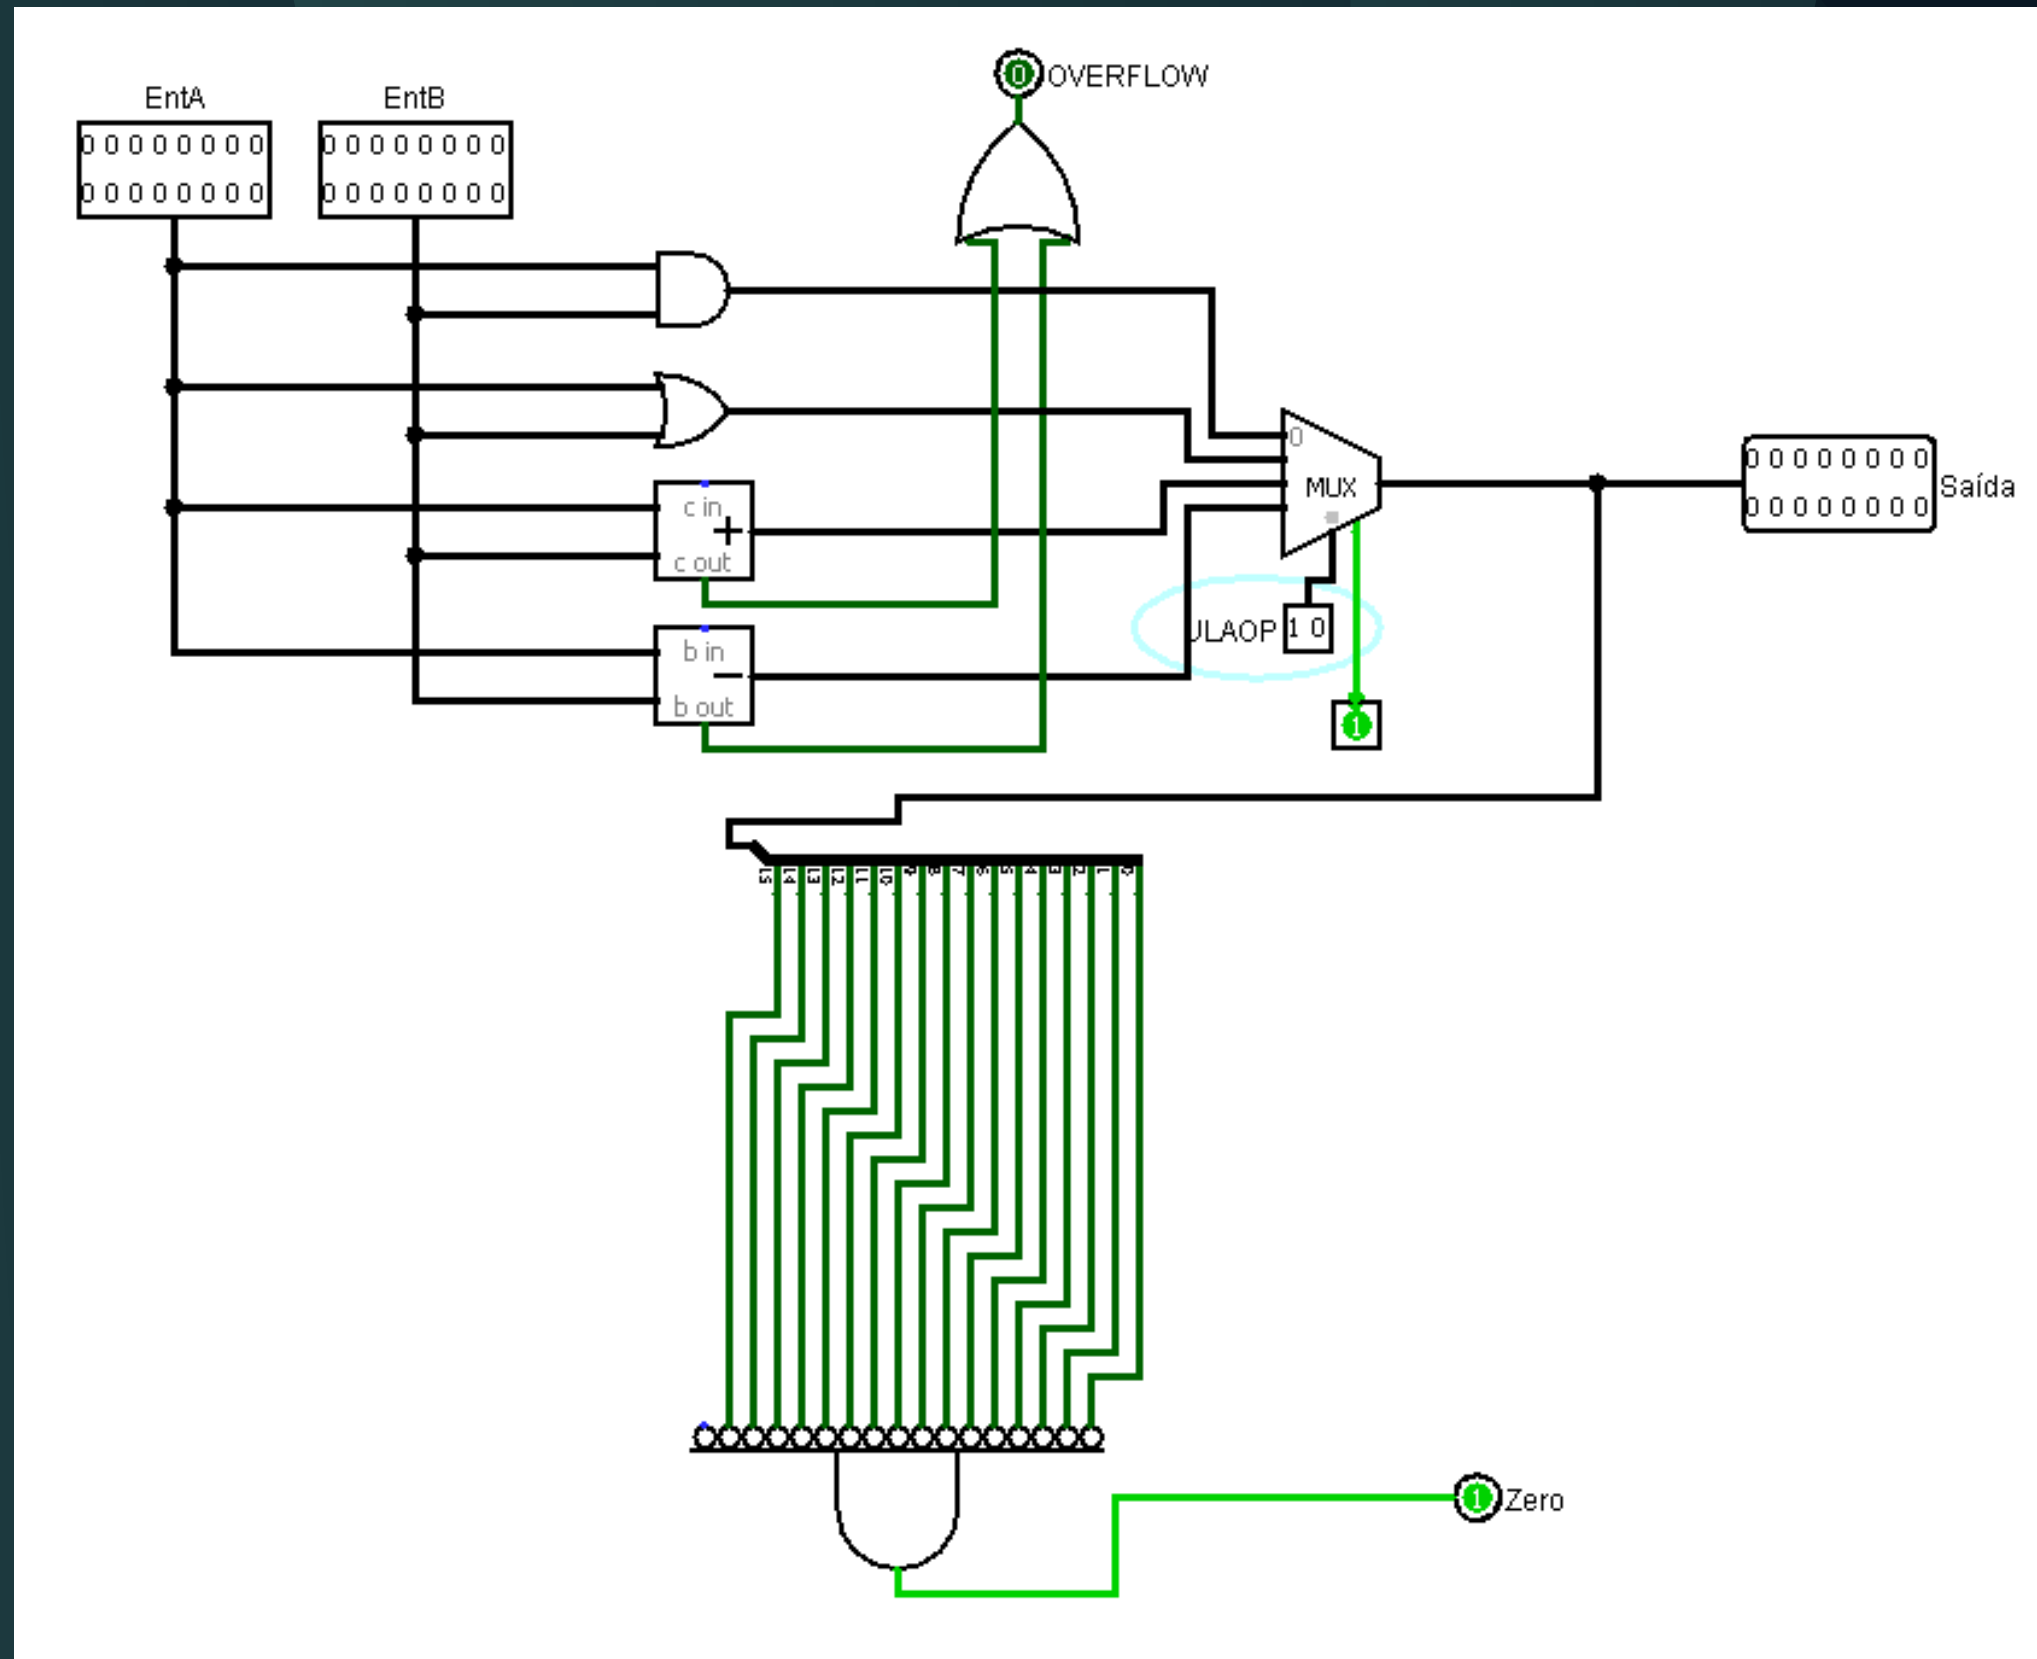 OVERFLOW
0
EntA
EntB
0 0 0 0 0 0 0 0
0 0 0 0 0 0 0 0
0 0 0 0 0 0 0 0
0 0 0 0 0 0 0 0
0
MUX
0 0 0 0 0 0 0 0
0 0 0 0 0 0 0 0
Saída
c in
+
c out
ULAOP
1 0
b in
−
b out
1
15 14 13 12 11 10 9 8 7 6 5 4 3 2 1 0
1
Zero